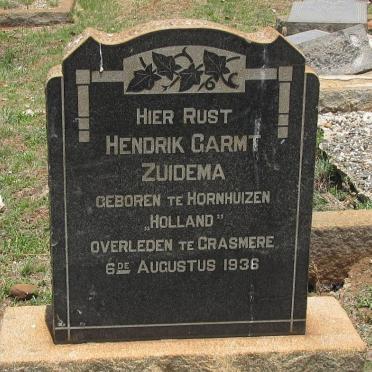 HIER RUST
HENDRIK GARMT
ZUIDEMA
GEBOREN TE HORNHUIZEN
„HOLLAND"
OVERLEDEN TE GRASMERE
6DE AUGUSTUS 1936